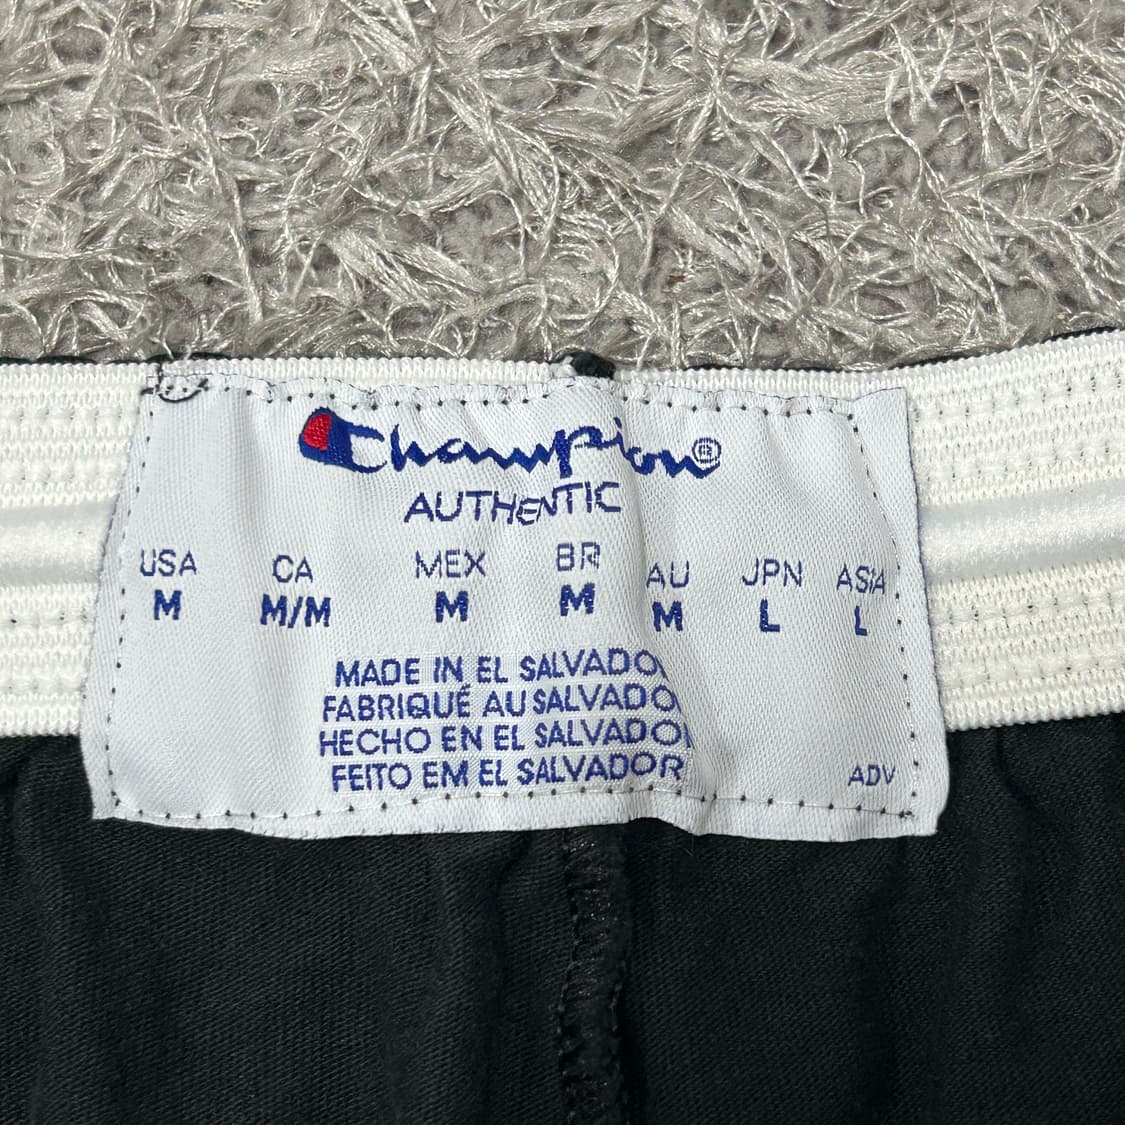 Champion®
AUTHENTIC
USA CA MEX BR AU JPN ASIA
M M/M M M M L L
MADE IN EL SALVADOR
FABRIQUÉ AU SALVADOR
HECHO EN EL SALVADOR
FEITO EM EL SALVADOR
ADV